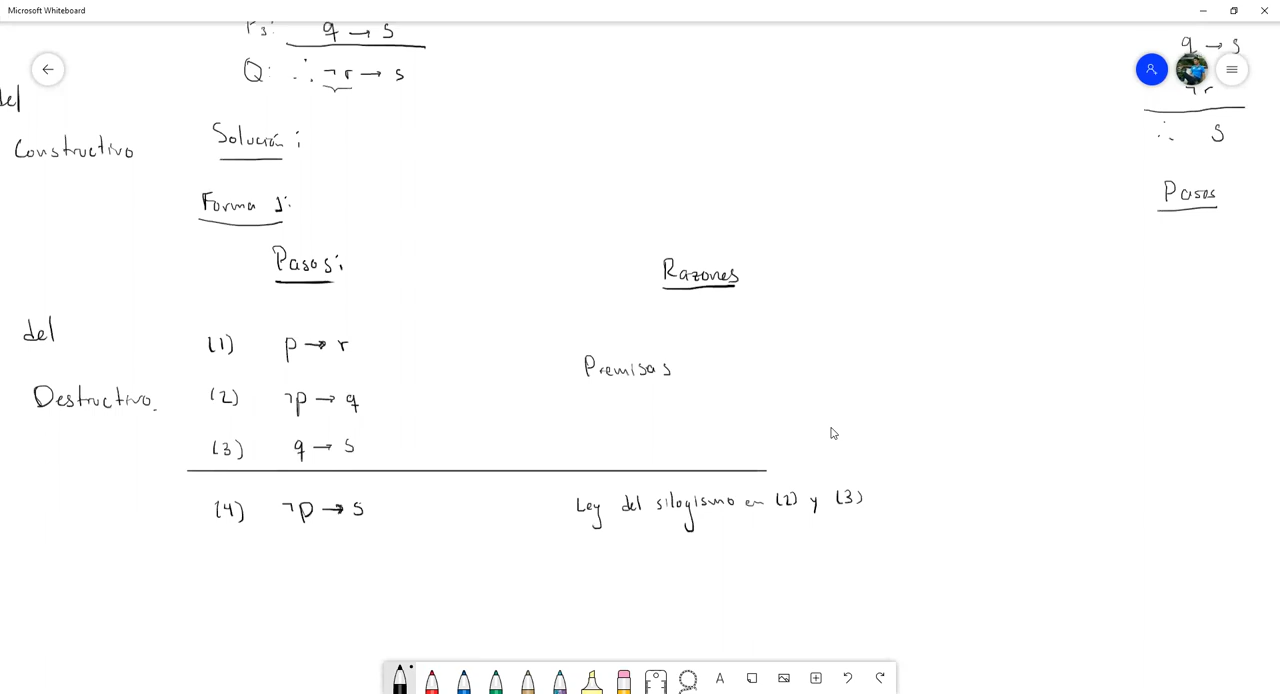 Microsoft Whiteboard
P3: q → s
Q: ∴ ¬r → s
q → s
¬r
∴ s
del
Constructivo
Solución:
Forma 1:
Pasos
Pasos:
Razones
del
Destructivo.
(1) p → r
Premisas
(2) ¬p → q
(3) q → s
(4) ¬p → s
Ley del silogismo en (2) y (3)
A